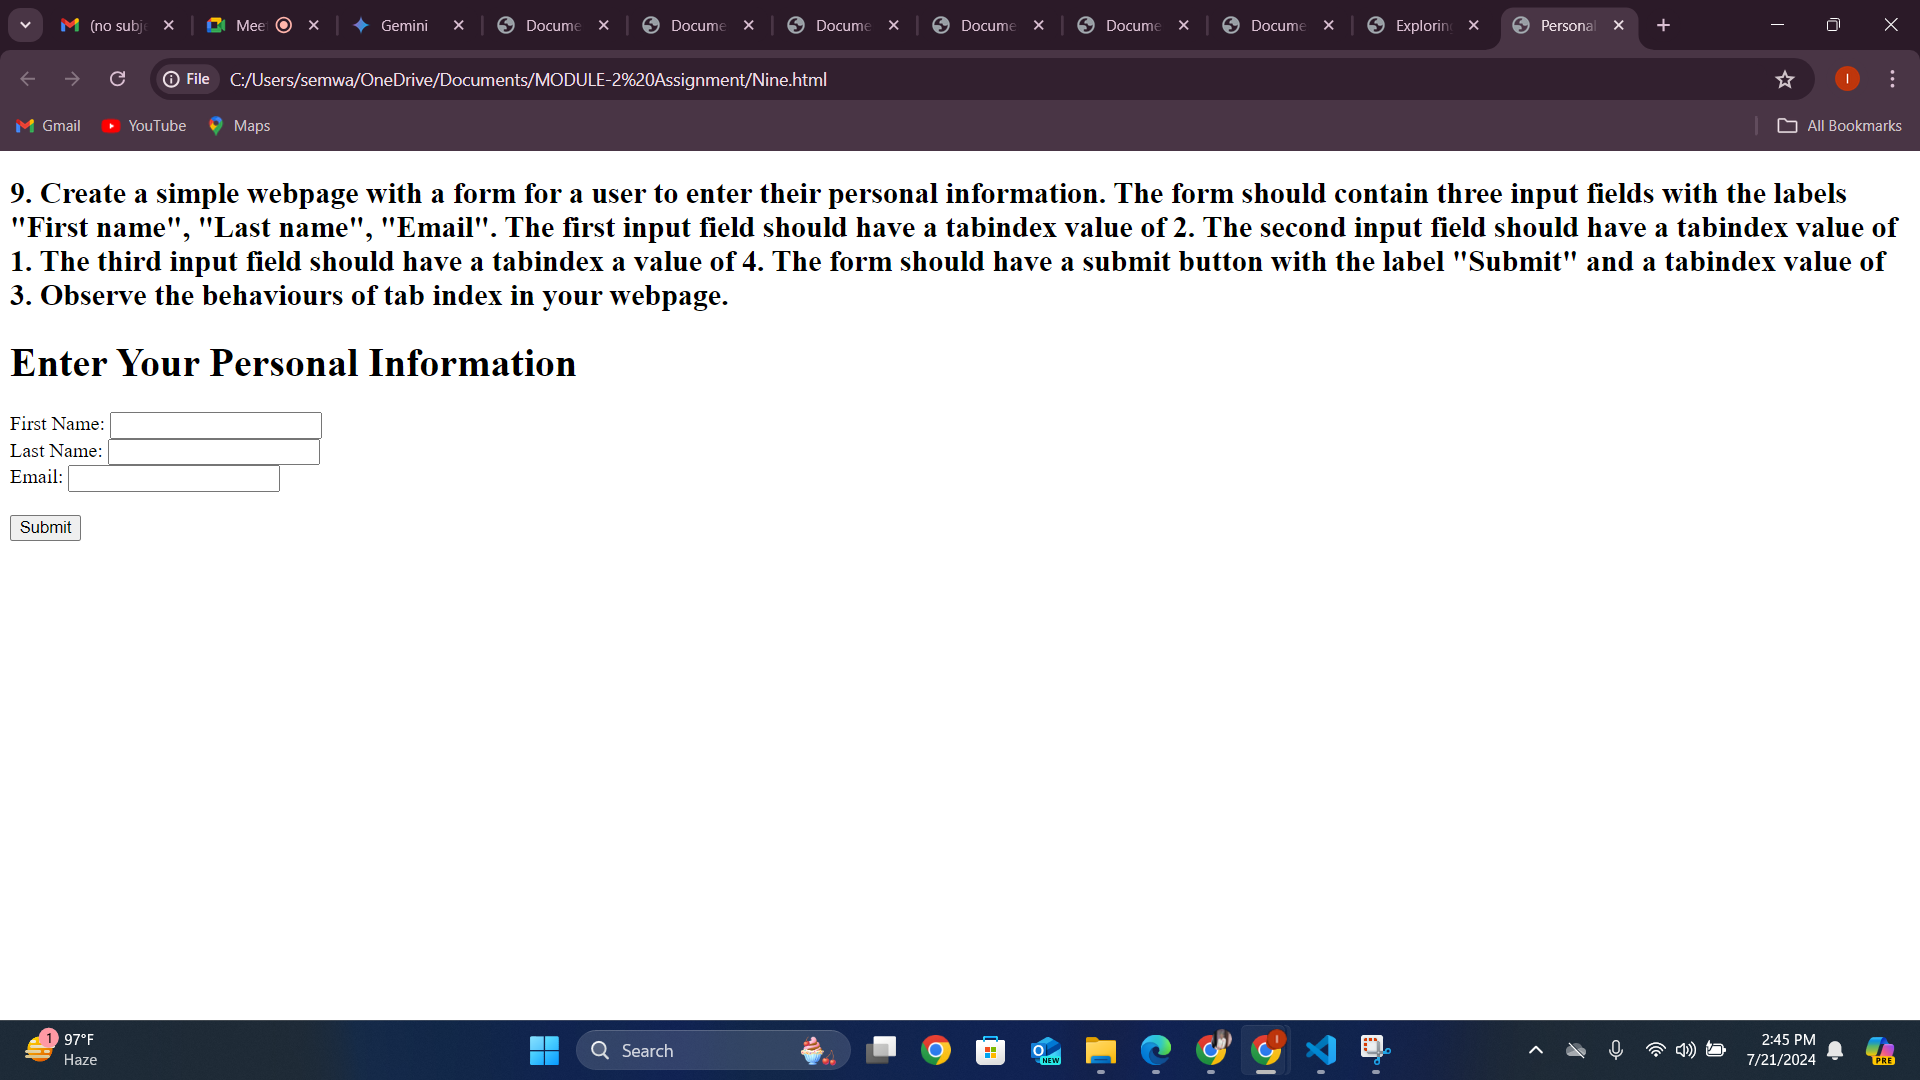 (no subje
Mee
Gemini
Docume
Docume
Docume
Docume
Docume
Docume
Explorin
Personal
File
C:/Users/semwa/OneDrive/Documents/MODULE-2%20Assignment/Nine.html
I
Gmail
YouTube
Maps
All Bookmarks
9. Create a simple webpage with a form for a user to enter their personal information. The form should contain three input fields with the labels
"First name", "Last name", "Email". The first input field should have a tabindex value of 2. The second input field should have a tabindex value of
1. The third input field should have a tabindex a value of 4. The form should have a submit button with the label "Submit" and a tabindex value of
3. Observe the behaviours of tab index in your webpage.
Enter Your Personal Information
First Name:
Last Name:
Email:
Submit
1
97°F
Haze
Search
NEW
I
2:45 PM
7/21/2024
PRE